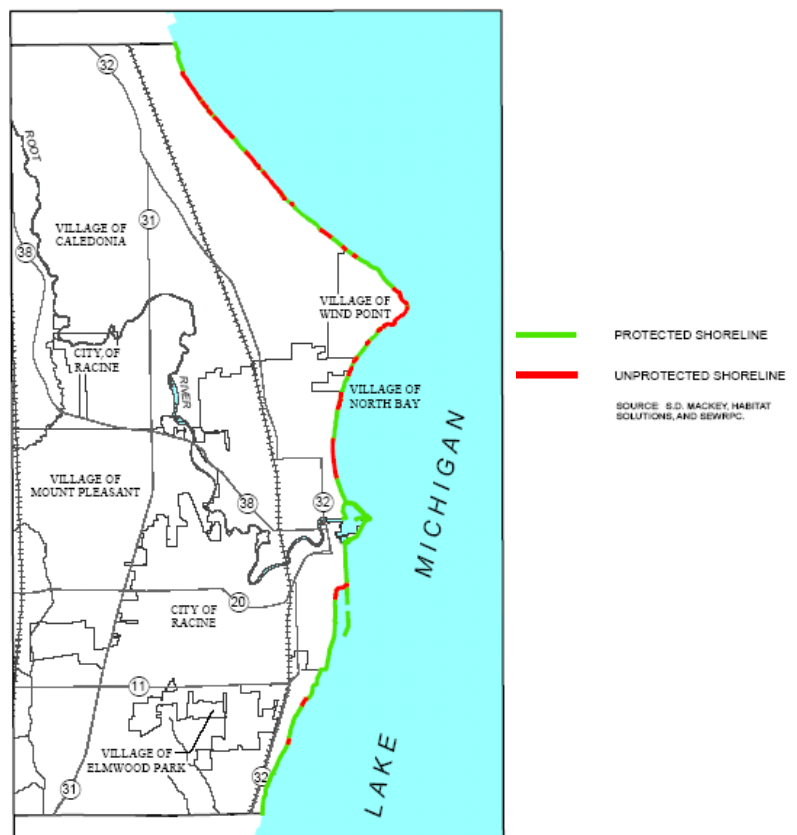 32
ROOT
31
VILLAGE OF
CALEDONIA
38
VILLAGE OF
WIND POINT
CITY OF
RACINE
RIVER
VILLAGE OF
NORTH BAY
VILLAGE OF
MOUNT PLEASANT
38
32
20
CITY OF
RACINE
11
VILLAGE OF
ELMWOOD PARK
31
32
LAKE
MICHIGAN
PROTECTED SHORELINE
UNPROTECTED SHORELINE
SOURCE: S.D. MACKEY, HABITAT
SOLUTIONS, AND SEWRPC.